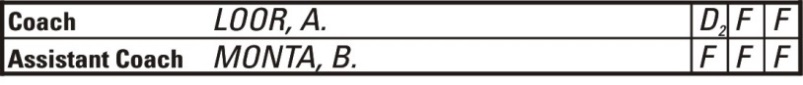 Coach LOOR, A. D₂ F F
Assistant Coach MONTA, B. F F F